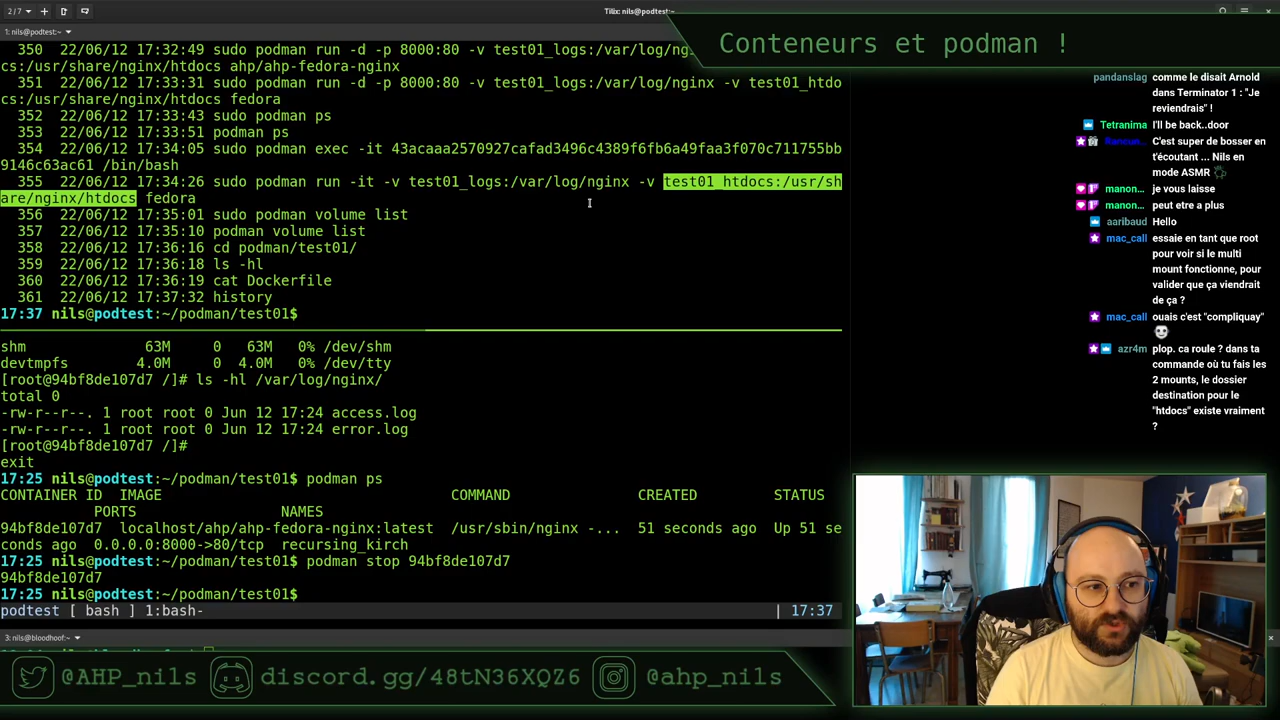 2/7
Tilix: nils@podtest:~
1: nils@podtest:~
Conteneurs et podman !
350  22/06/12 17:32:49 sudo podman run -d -p 8000:80 -v test01_logs:/var/log/ng
cs:/usr/share/nginx/htdocs ahp/ahp-fedora-nginx
351  22/06/12 17:33:31 sudo podman run -d -p 8000:80 -v test01_logs:/var/log/nginx -v test01_htdo
cs:/usr/share/nginx/htdocs fedora
352  22/06/12 17:33:43 sudo podman ps
353  22/06/12 17:33:51 podman ps
354  22/06/12 17:34:05 sudo podman exec -it 43acaaa2570927cafad3496c4389f6fb6a49faa3f070c711755bb
9146c63ac61 /bin/bash
355  22/06/12 17:34:26 sudo podman run -it -v test01_logs:/var/log/nginx -v test01_htdocs:/usr/sh
are/nginx/htdocs fedora
356  22/06/12 17:35:01 sudo podman volume list
357  22/06/12 17:35:10 podman volume list
358  22/06/12 17:36:16 cd podman/test01/
359  22/06/12 17:36:18 ls -hl
360  22/06/12 17:36:19 cat Dockerfile
361  22/06/12 17:37:32 history
17:37 nils@podtest:~/podman/test01$
shm              63M     0   63M   0% /dev/shm
devtmpfs        4.0M     0  4.0M   0% /dev/tty
[root@94bf8de107d7 /]# ls -hl /var/log/nginx/
total 0
-rw-r--r--. 1 root root 0 Jun 12 17:24 access.log
-rw-r--r--. 1 root root 0 Jun 12 17:24 error.log
[root@94bf8de107d7 /]#
exit
17:25 nils@podtest:~/podman/test01$ podman ps
CONTAINER ID  IMAGE                              COMMAND               CREATED         STATUS
PORTS                 NAMES
94bf8de107d7  localhost/ahp/ahp-fedora-nginx:latest  /usr/sbin/nginx -...  51 seconds ago  Up 51 se
conds ago  0.0.0.0:8000->80/tcp  recursing_kirch
17:25 nils@podtest:~/podman/test01$ podman stop 94bf8de107d7
94bf8de107d7
17:25 nils@podtest:~/podman/test01$
podtest [ bash ] 1:bash-                                | 17:37
3: nils@bloodhoof:~
pandanslag comme le disait Arnold
dans Terminator 1 : "Je
reviendrais" !
Tetranima I'll be back..door
C'est super de bosser en
t'écoutant ... Nils en
mode ASMR
manon... je vous laisse
manon... peut etre a plus
aaribaud Hello
mac_call essaie en tant que root
pour voir si le multi
mount fonctionne, pour
valider que ça viendrait
de ça ?
mac_call ouais c'est "compliquay"
azr4m plop. ca roule ? dans ta
commande où tu fais les
2 mounts, le dossier
destination pour le
"htdocs" existe vraiment
?
@AHP_nils discord.gg/48tN36XQZ6 @ahp_nils